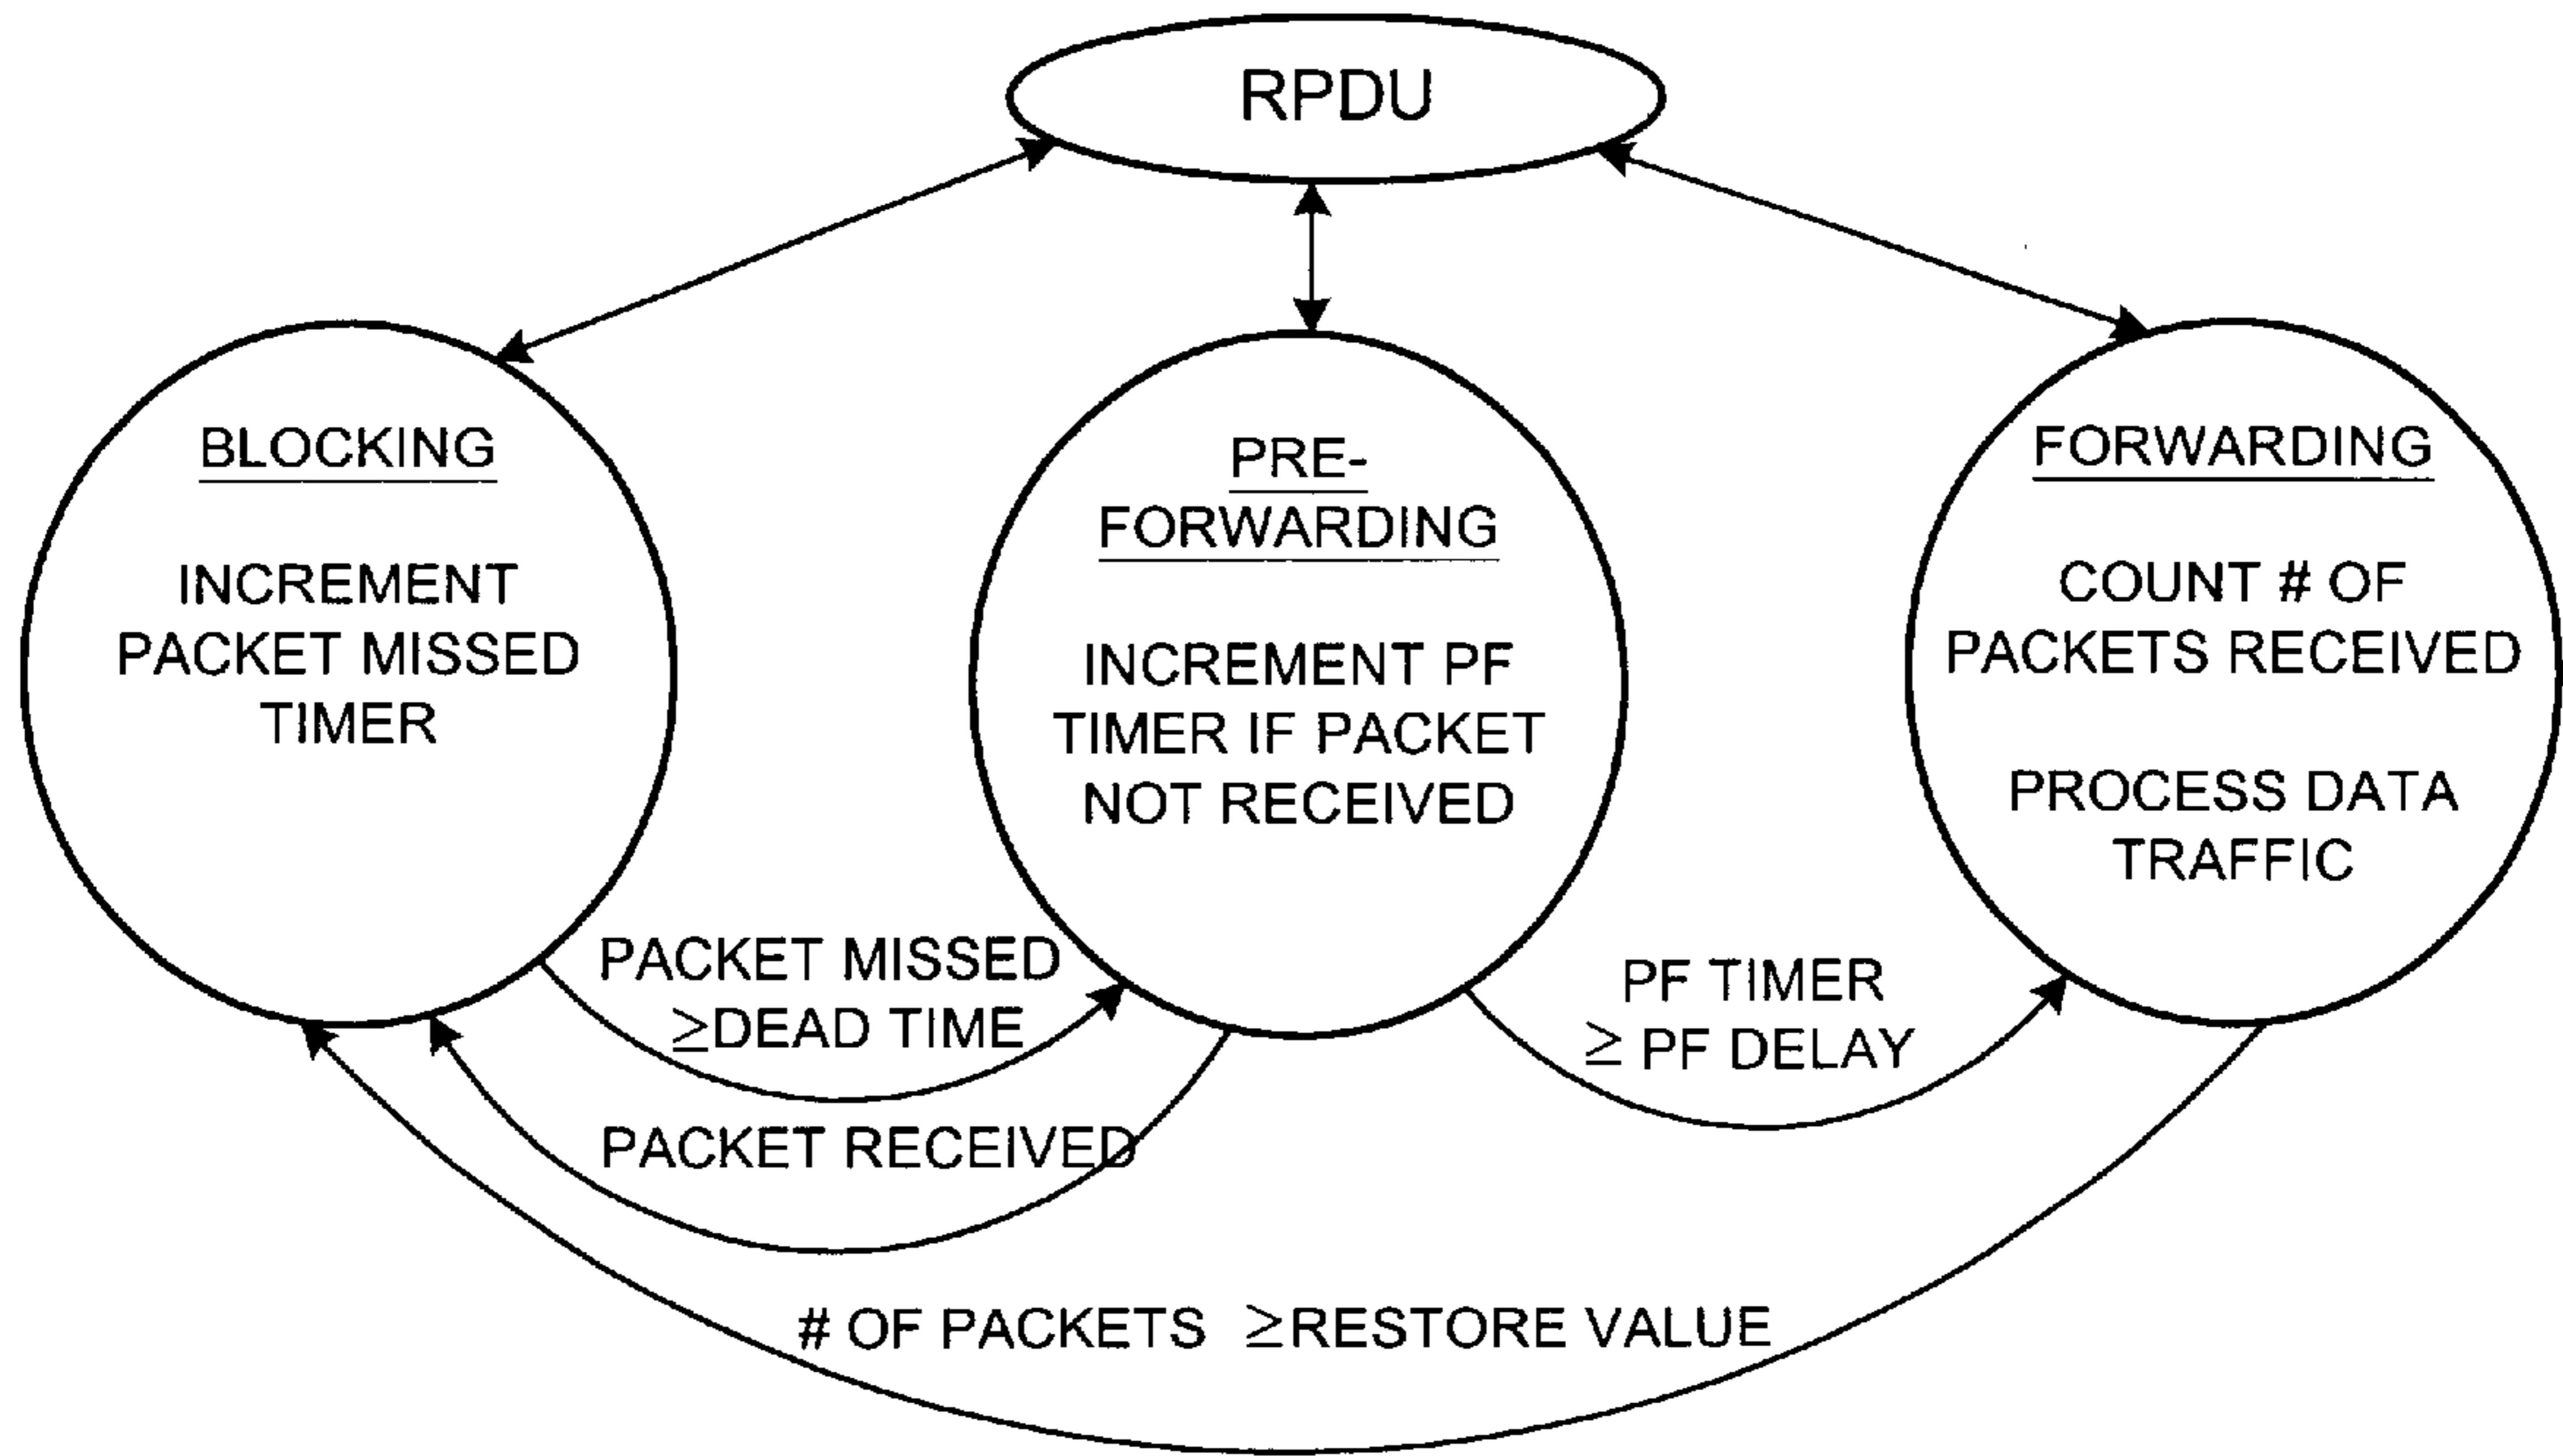 RPDU
BLOCKING
INCREMENT
PACKET MISSED
TIMER
PRE-
FORWARDING
INCREMENT PF
TIMER IF PACKET
NOT RECEIVED
FORWARDING
COUNT # OF
PACKETS RECEIVED
PROCESS DATA
TRAFFIC
PACKET MISSED
≥DEAD TIME
PF TIMER
≥ PF DELAY
PACKET RECEIVED
# OF PACKETS ≥RESTORE VALUE